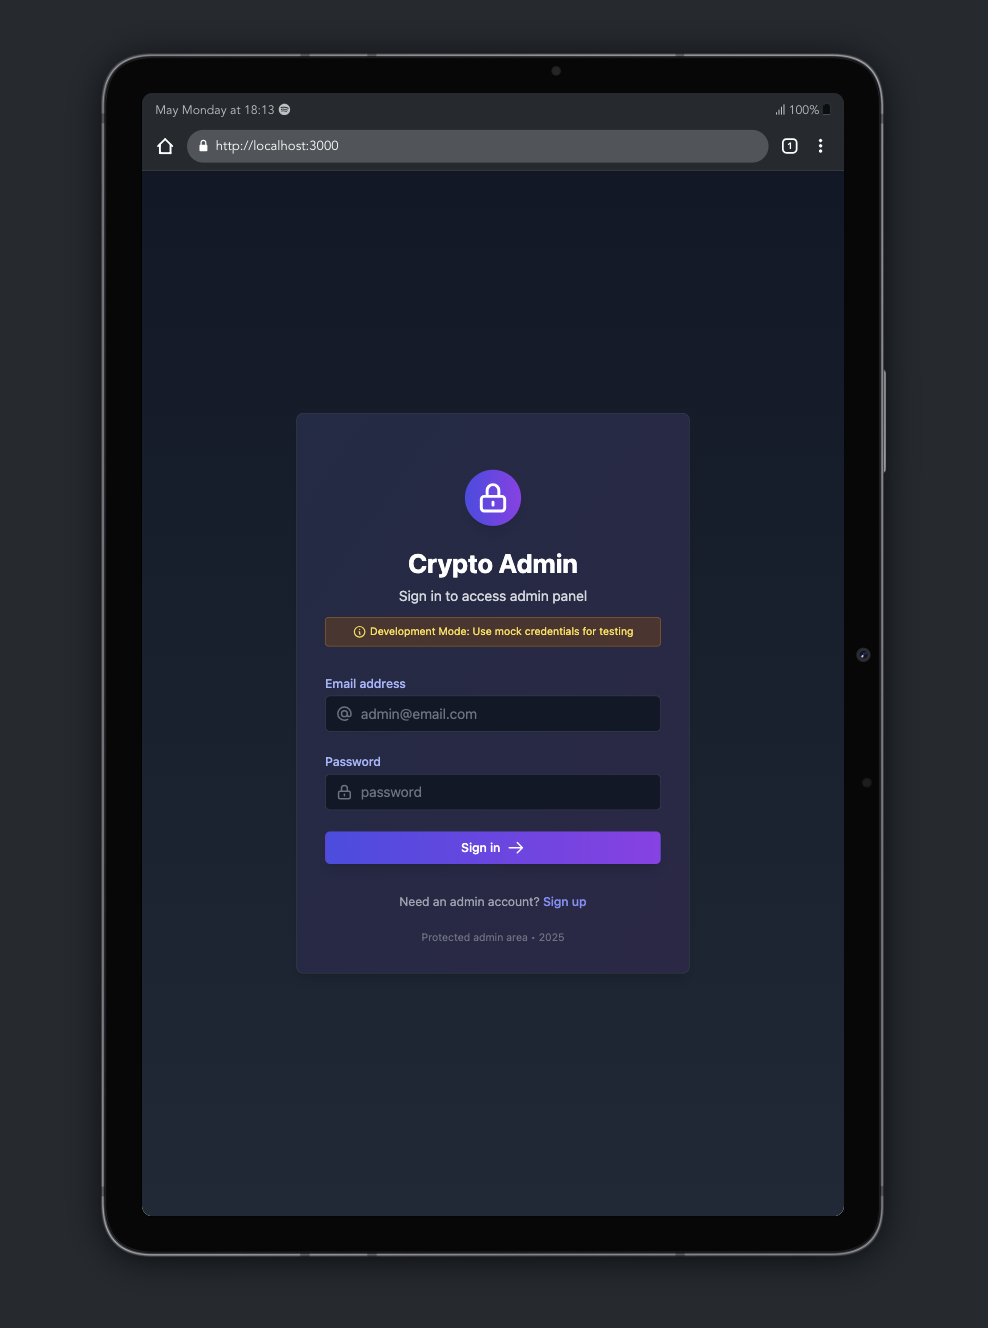 May Monday at 18:13
100%
http://localhost:3000
1
Crypto Admin
Sign in to access admin panel
Development Mode: Use mock credentials for testing
Email address
admin@email.com
Password
password
Sign in →
Need an admin account? Sign up
Protected admin area • 2025